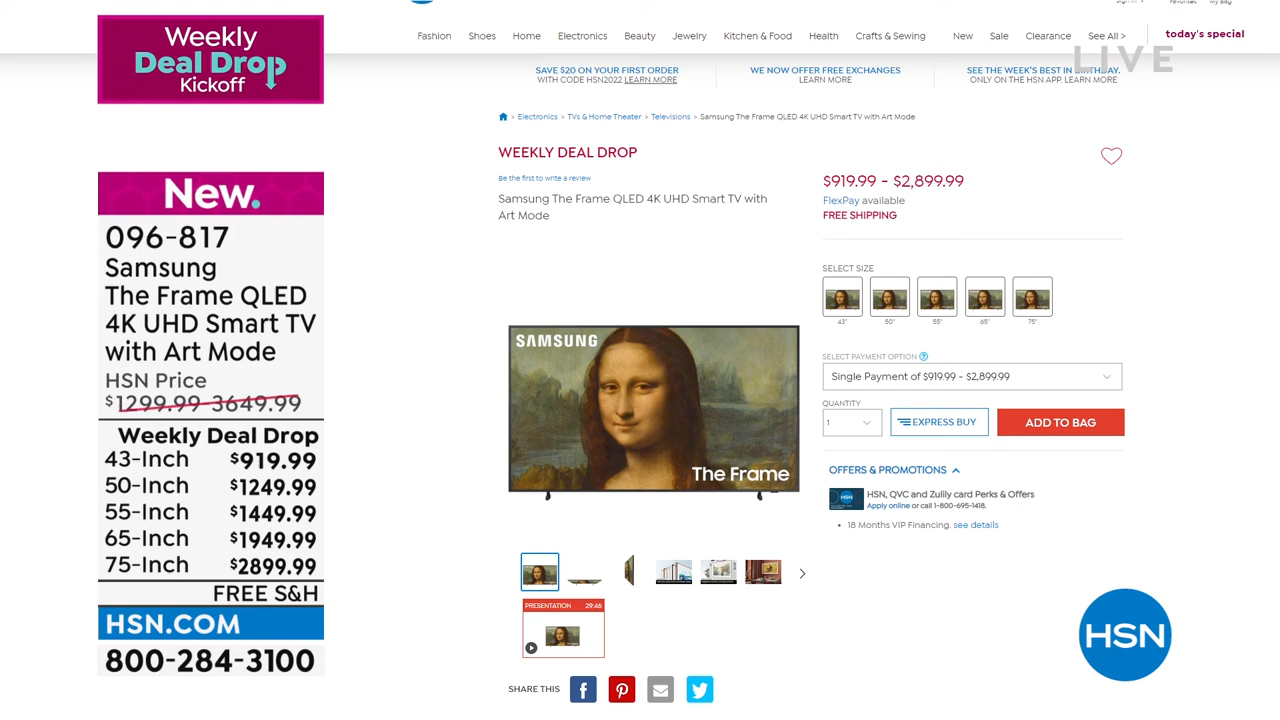 Weekly
Deal Drop
Kickoff
New.
096-817
Samsung
The Frame QLED
4K UHD Smart TV
with Art Mode
HSN Price
$1299.99-3649.99
Weekly Deal Drop
43-Inch $919.99
50-Inch $1249.99
55-Inch $1449.99
65-Inch $1949.99
75-Inch $2899.99
FREE S&H
HSN.COM
800-284-3100
Favorites
My Bag
Fashion Shoes Home Electronics Beauty Jewelry Kitchen & Food Health Crafts & Sewing New Sale Clearance See All > today's special
LIVE
SAVE $20 ON YOUR FIRST ORDER
WITH CODE HSN2022 LEARN MORE
WE NOW OFFER FREE EXCHANGES
LEARN MORE
SEE THE WEEK'S BEST IN BIRTHDAY.
ONLY ON THE HSN APP. LEARN MORE
> Electronics > TVs & Home Theater > Televisions > Samsung The Frame QLED 4K UHD Smart TV with Art Mode
WEEKLY DEAL DROP
Be the first to write a review
Samsung The Frame QLED 4K UHD Smart TV with
Art Mode
SAMSUNG
The Frame
PRESENTATION 29:46
SHARE THIS
$919.99 - $2,899.99
FlexPay available
FREE SHIPPING
SELECT SIZE
43" 50" 55" 65" 75"
SELECT PAYMENT OPTION ?
Single Payment of $919.99 - $2,899.99
QUANTITY
1
EXPRESS BUY
ADD TO BAG
OFFERS & PROMOTIONS
HSN
HSN, QVC and Zulily card Perks & Offers
Apply online or call 1-800-695-1418.
• 18 Months VIP Financing. see details
HSN